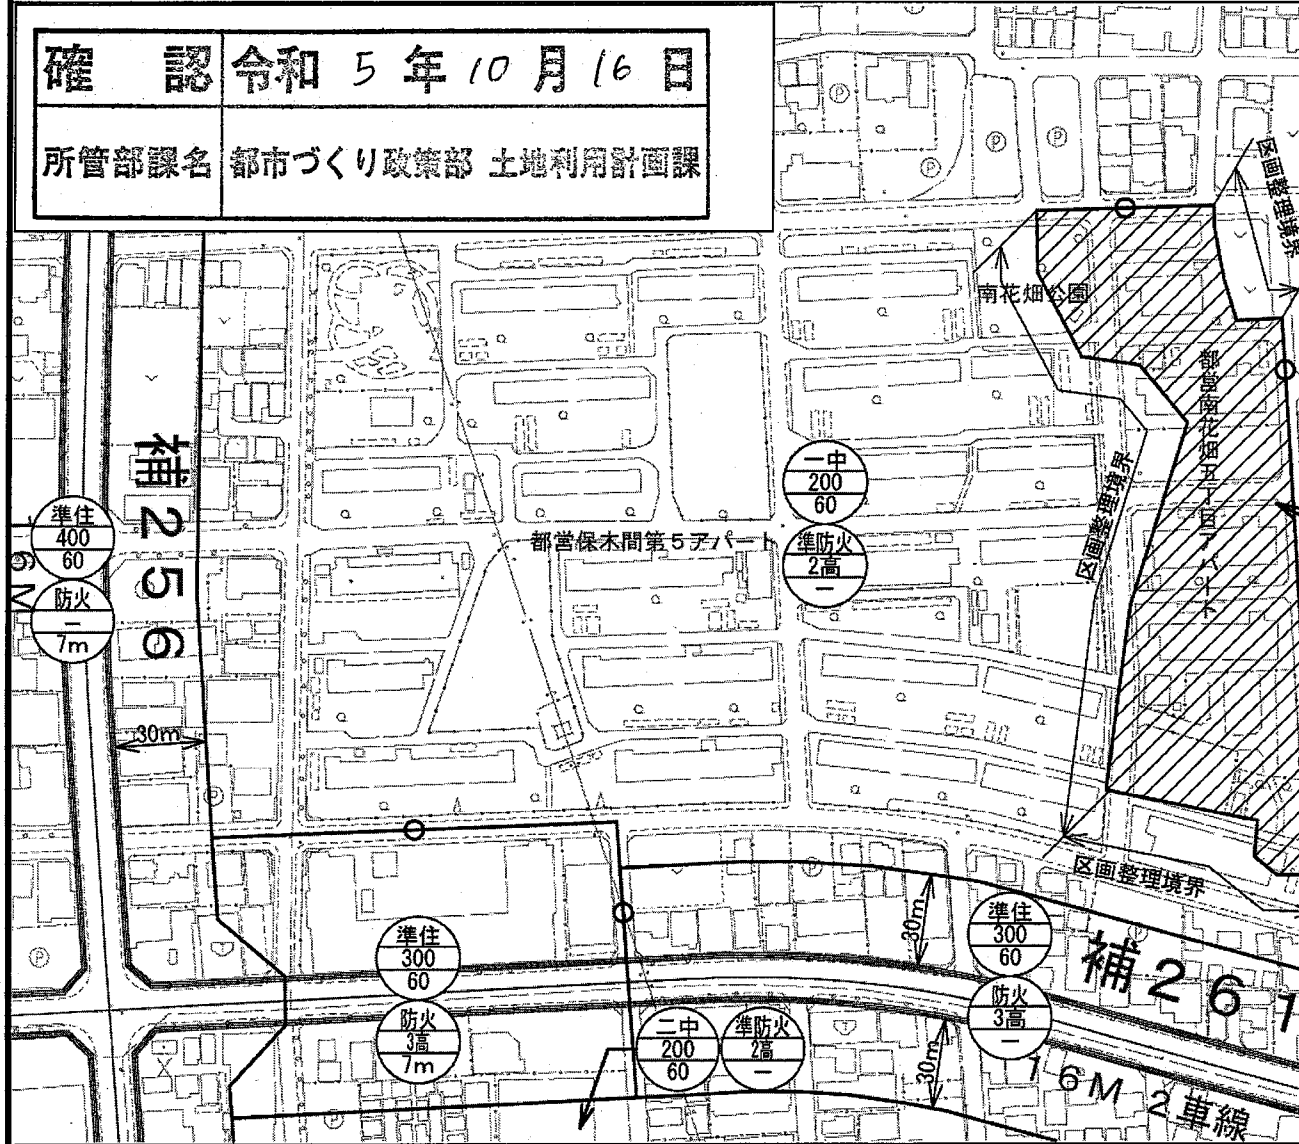 確 認 令和 5 年 10 月 16 日
所管部課名 都市づくり政策部 土地利用計画課
区画整理境界
南花畑公園
都営南花畑五丁目アパート
補256
一中
200
60
準防火
2高
一
区画整理境界
準住
400
60
防火
一
7m
16M
都営保木間第5アパート
30m
区画整理境界
30m
準住
300
60
防火
3高
7m
準住
300
60
防火
3高
一
補261
二中
200
60
準防火
2高
一
30m
16M 2車線